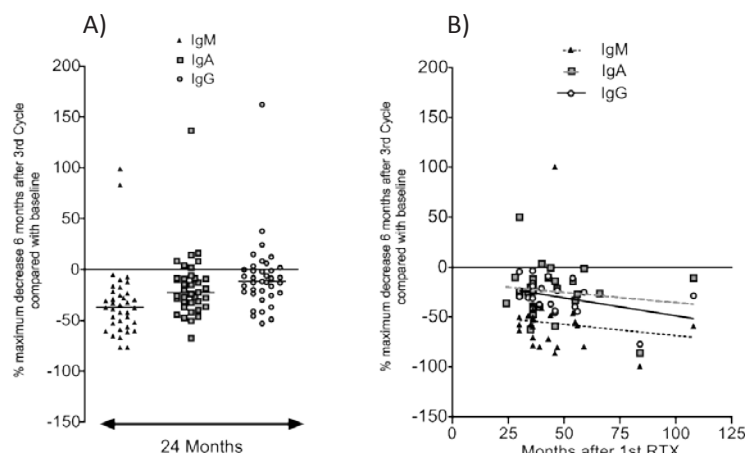 A)
IgM
IgA
IgG
% maximum decrease 6 months after 3rd Cycle
compared with baseline
200
150
100
50
0
-50
-100
-150
24 Months
B)
IgM
IgA
IgG
% maximum decrease 6 months after 3rd Cycle
compared with baseline
200
150
100
50
0
-50
-100
-150
0 25 50 75 100 125
Months after 1st RTX